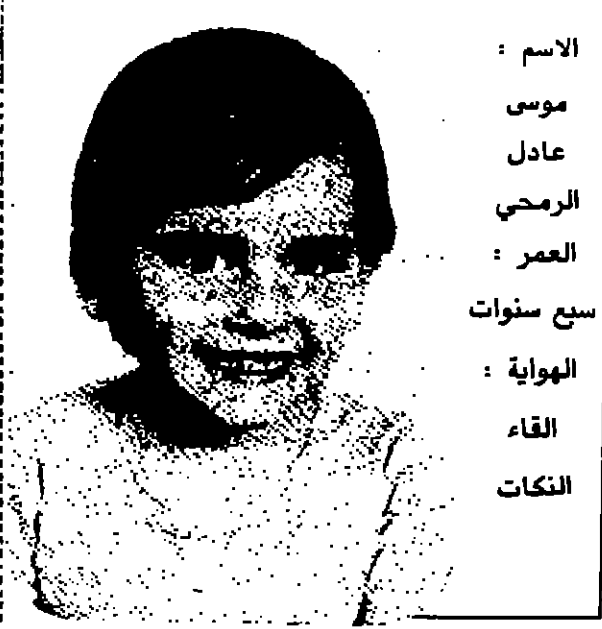 الاسم :
موسى
عادل
الرمحي
العمر :
سبع سنوات
الهواية :
القاء
النكات